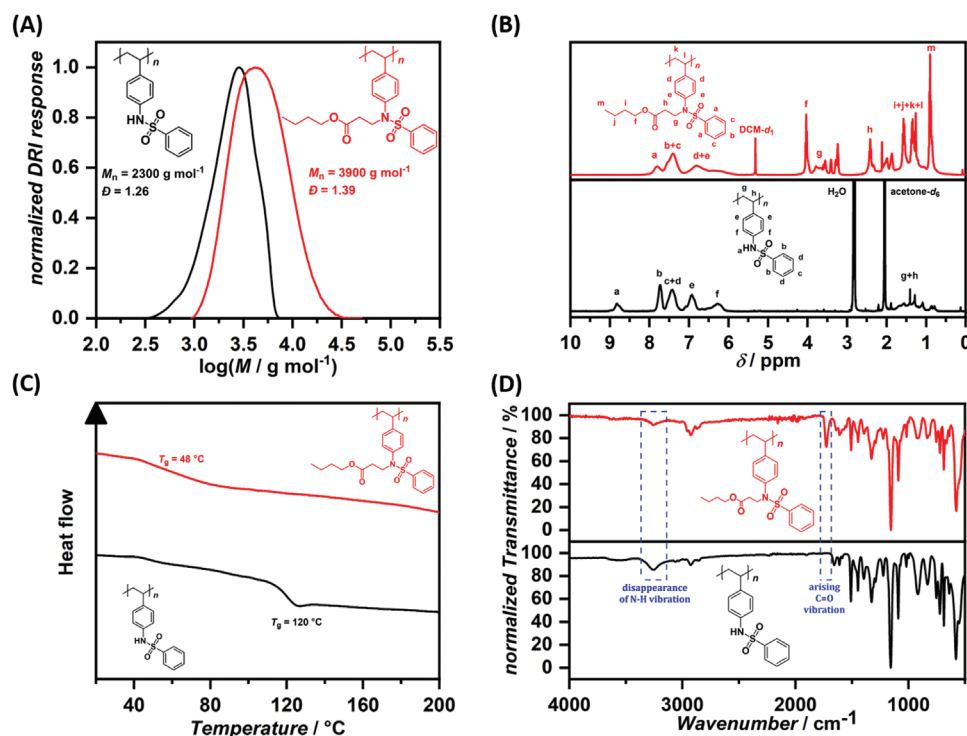 (A)
normalized DRI response
1.0
0.8
0.6
0.4
0.2
0.0
n
HN
S
O
O
Mn = 2300 g mol-1
Đ = 1.26
n
O
O
N
S
O
O
Mn = 3900 g mol-1
Đ = 1.39
2.0 2.5 3.0 3.5 4.0 4.5 5.0 5.5
log(M / g mol-1)
(B)
k
l
n
d d
e e
m i h N O a
j O f O g S O a c b c
a b+c d+e
DCM-d1
f
g
h
i+j+k+l
m
g h
n
e e
f f
aHN O b
S O b d c d
H2O
acetone-d6
a b c+d e f
g+h
10 9 8 7 6 5 4 3 2 1 0
δ / ppm
(C)
Heat flow
Tg = 48 °C
n
O
O
N
S
O
O
Tg = 120 °C
n
HN
S
O
O
40 80 120 160 200
Temperature / °C
(D)
normalized Transmittance / %
100
80
60
40
20
0
n
O
O
N
S
O
O
100
80
60
40
20
0
disappearance
of N-H vibration
arising
C=O
vibration
n
HN
S
O
O
4000 3000 2000 1000
Wavenumber / cm-1